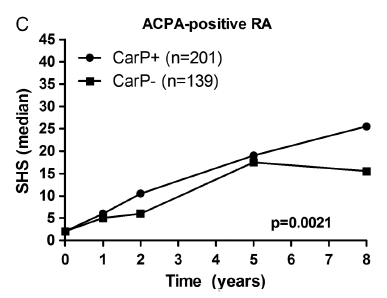 C
ACPA-positive RA
CarP+ (n=201)
CarP- (n=139)
SHS (median)
45
40
35
30
25
20
15
10
5
0
p=0.0021
0 1 2 3 4 5 6 7 8
Time (years)